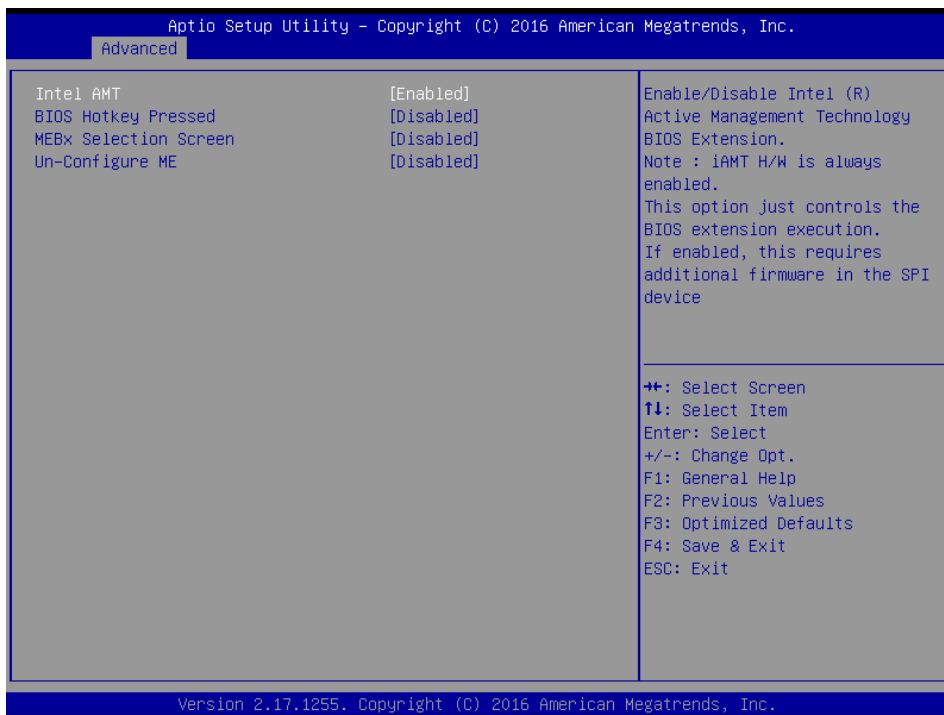 Aptio Setup Utility – Copyright (C) 2016 American Megatrends, Inc.
Advanced
Intel AMT [Enabled]
BIOS Hotkey Pressed [Disabled]
MEBx Selection Screen [Disabled]
Un-Configure ME [Disabled]
Enable/Disable Intel (R)
Active Management Technology
BIOS Extension.
Note : iAMT H/W is always
enabled.
This option just controls the
BIOS extension execution.
If enabled, this requires
additional firmware in the SPI
device
→←: Select Screen
↑↓: Select Item
Enter: Select
+/-: Change Opt.
F1: General Help
F2: Previous Values
F3: Optimized Defaults
F4: Save & Exit
ESC: Exit
Version 2.17.1255. Copyright (C) 2016 American Megatrends, Inc.